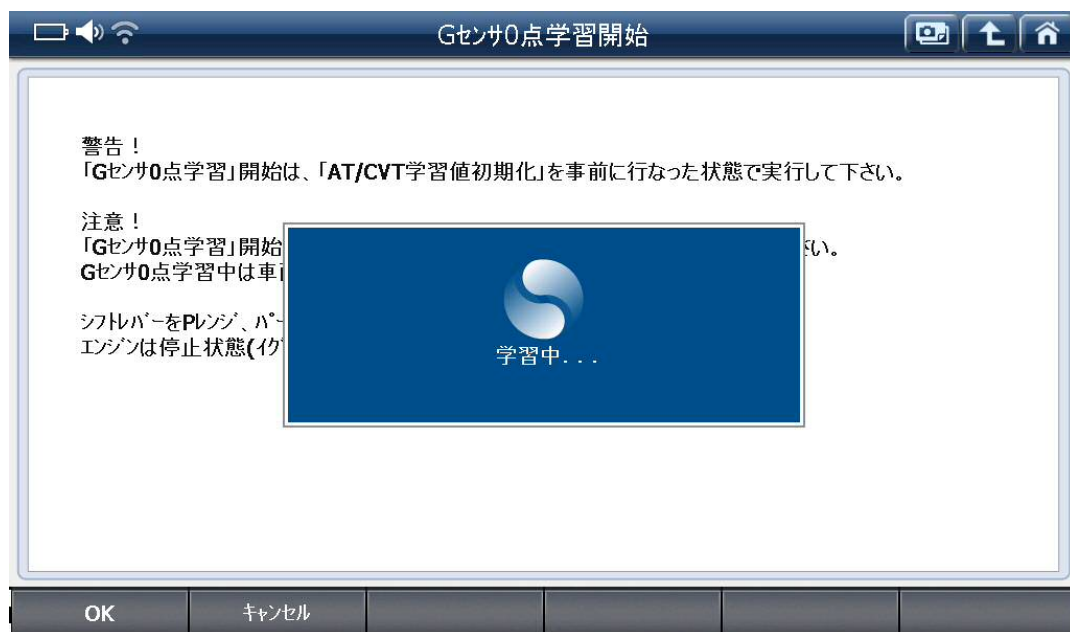 Gセンサ0点学習開始
警告！
「Gセンサ0点学習」開始は、「AT/CVT学習値初期化」を事前に行なった状態で実行して下さい。
注意！
「Gセンサ0点学習」開始 さい。
Gセンサ0点学習中は車
シフトレバーをPレンジ、パー
エンジンは停止状態(イグ
学習中...
OK
キャンセル